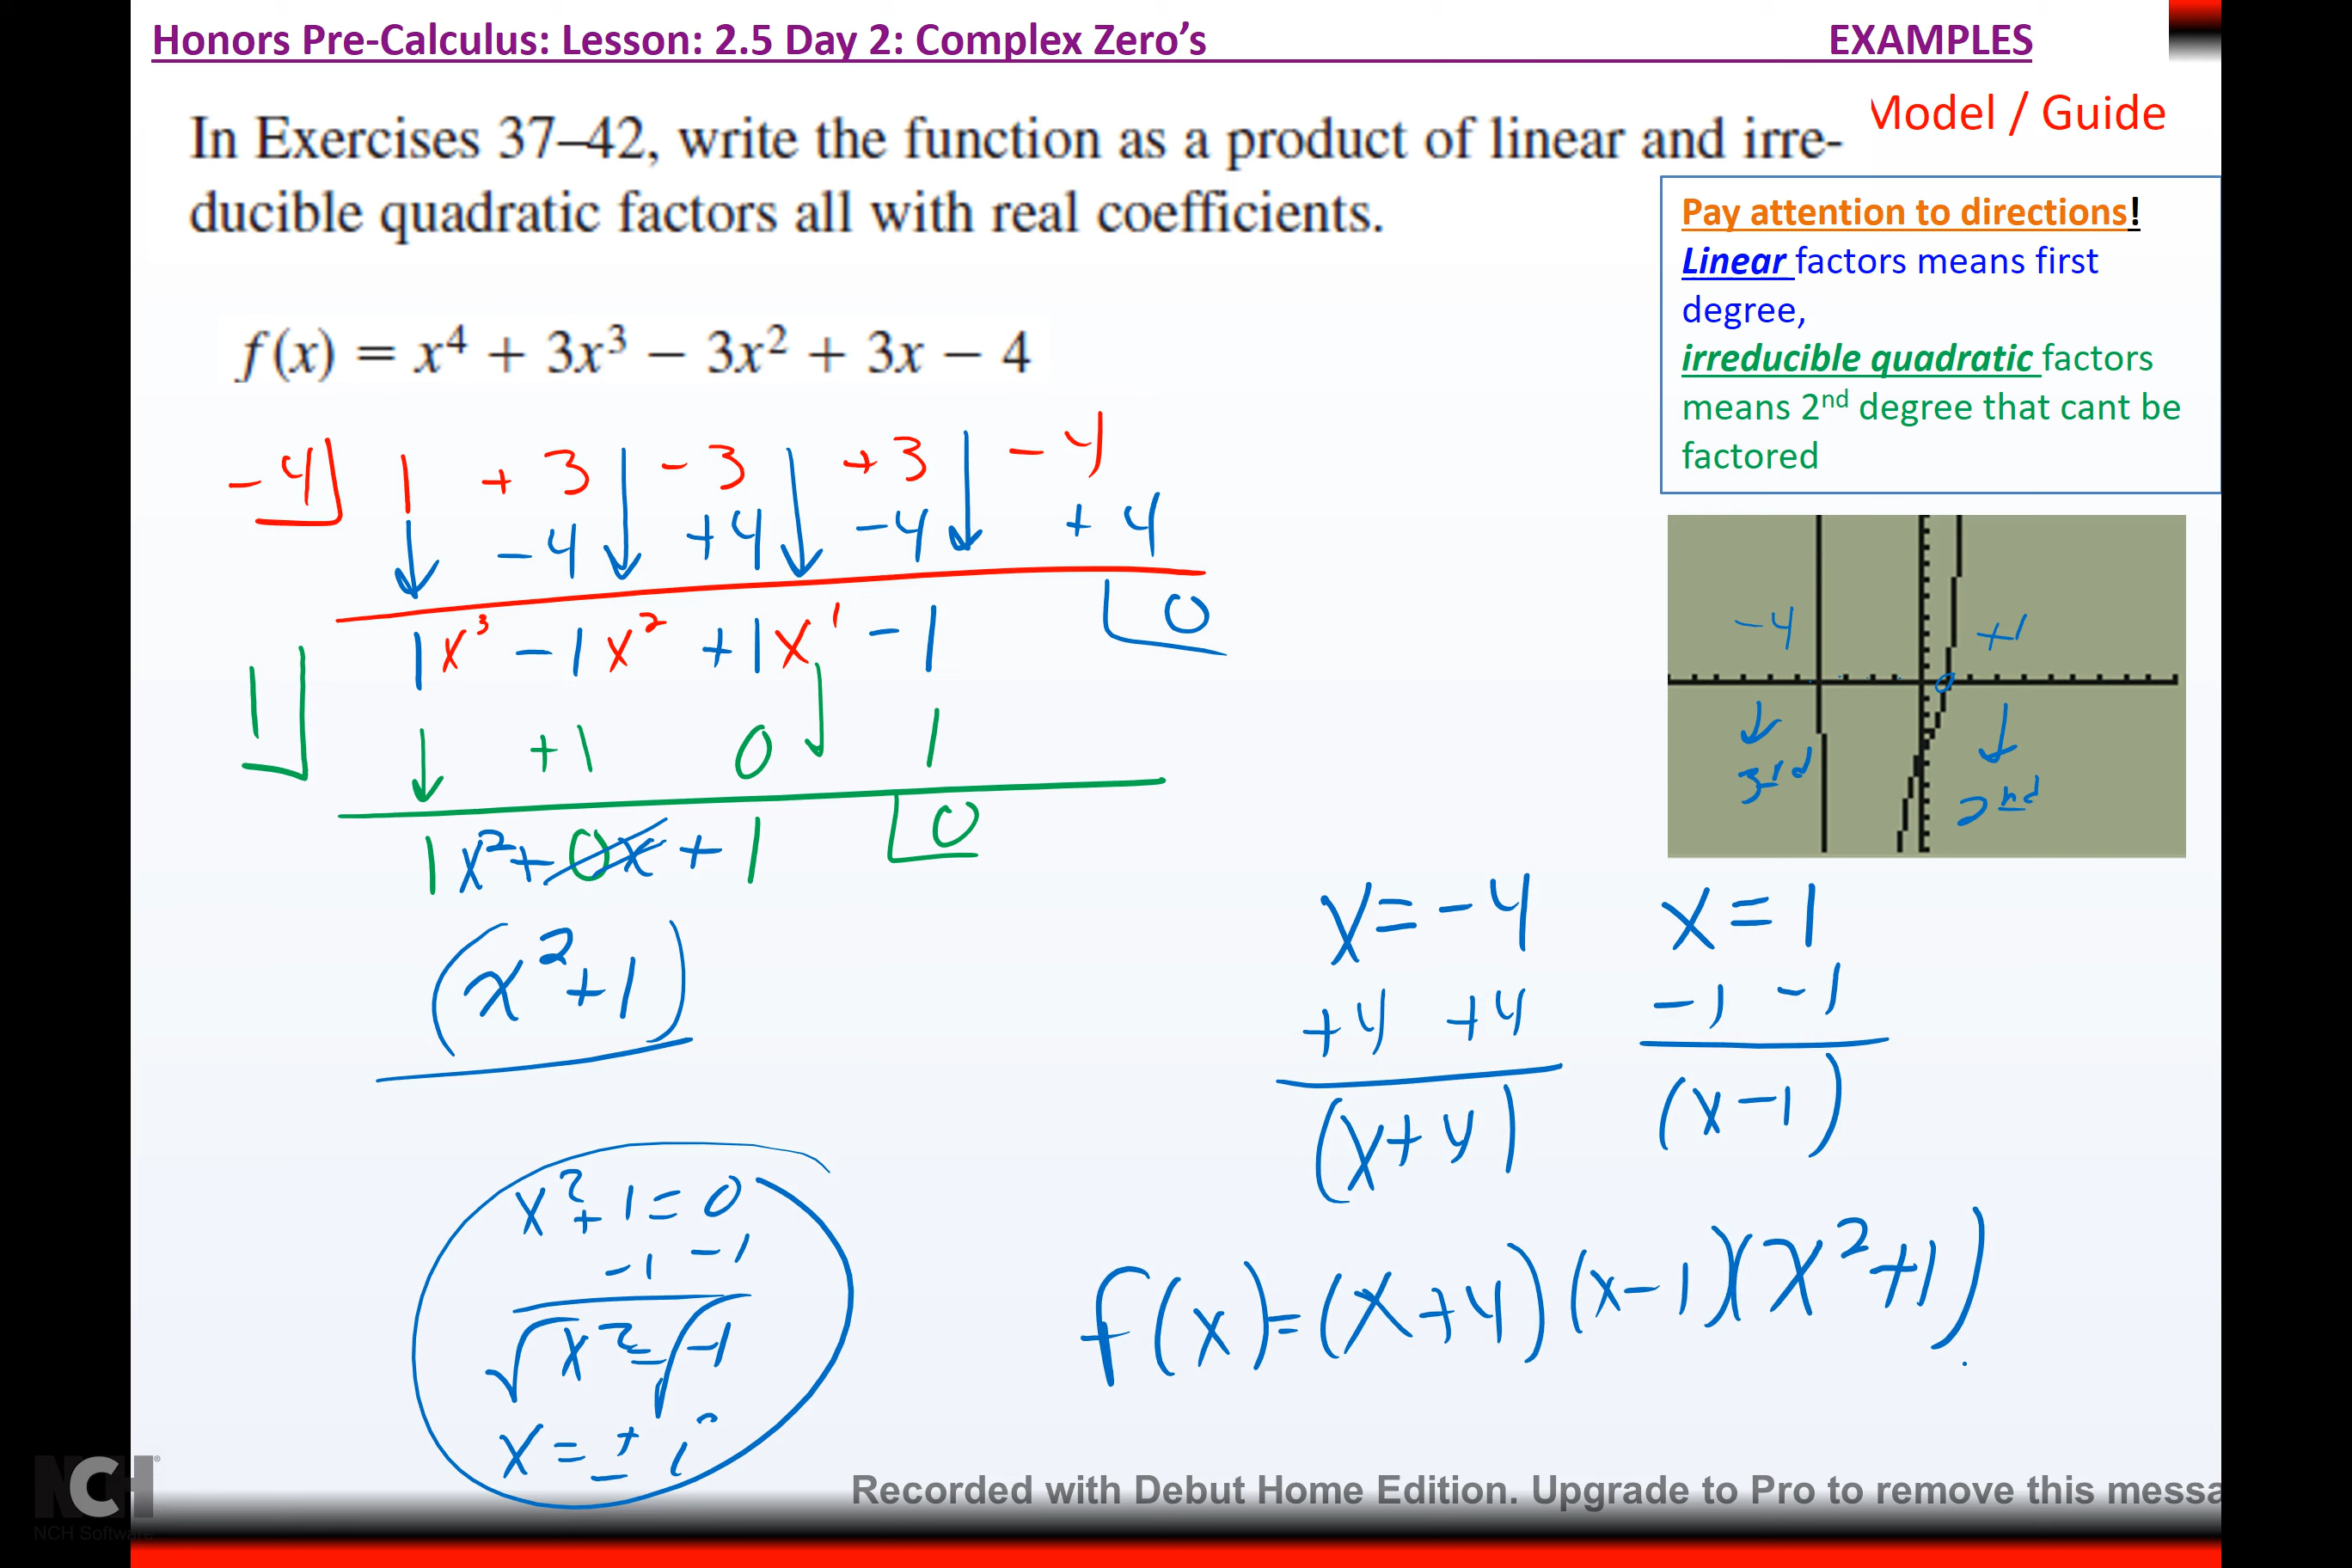 Honors Pre-Calculus: Lesson: 2.5 Day 2: Complex Zero's EXAMPLES
Model / Guide
In Exercises 37–42, write the function as a product of linear and irre-
ducible quadratic factors all with real coefficients.
Pay attention to directions!
Linear factors means first
degree,
irreducible quadratic factors
means 2nd degree that cant be
factored
f(x) = x⁴ + 3x³ − 3x² + 3x − 4
-4 1 +3 -3 +3 -4
-4 +4 -4 +4
1x³ -1x² +1x¹ -1 0
1 +1 0 1
1x² + 0x + 1 0
(x²+1)
-4 +1
3rd 2nd
x = -4 x = 1
+4 +4 -1 -1
(x+4) (x-1)
x²+1=0
-1 -1
√x² = √-1
x = ± i
f(x)=(x+4)(x-1)(x²+1)
NCH®
NCH Software
Recorded with Debut Home Edition. Upgrade to Pro to remove this messa